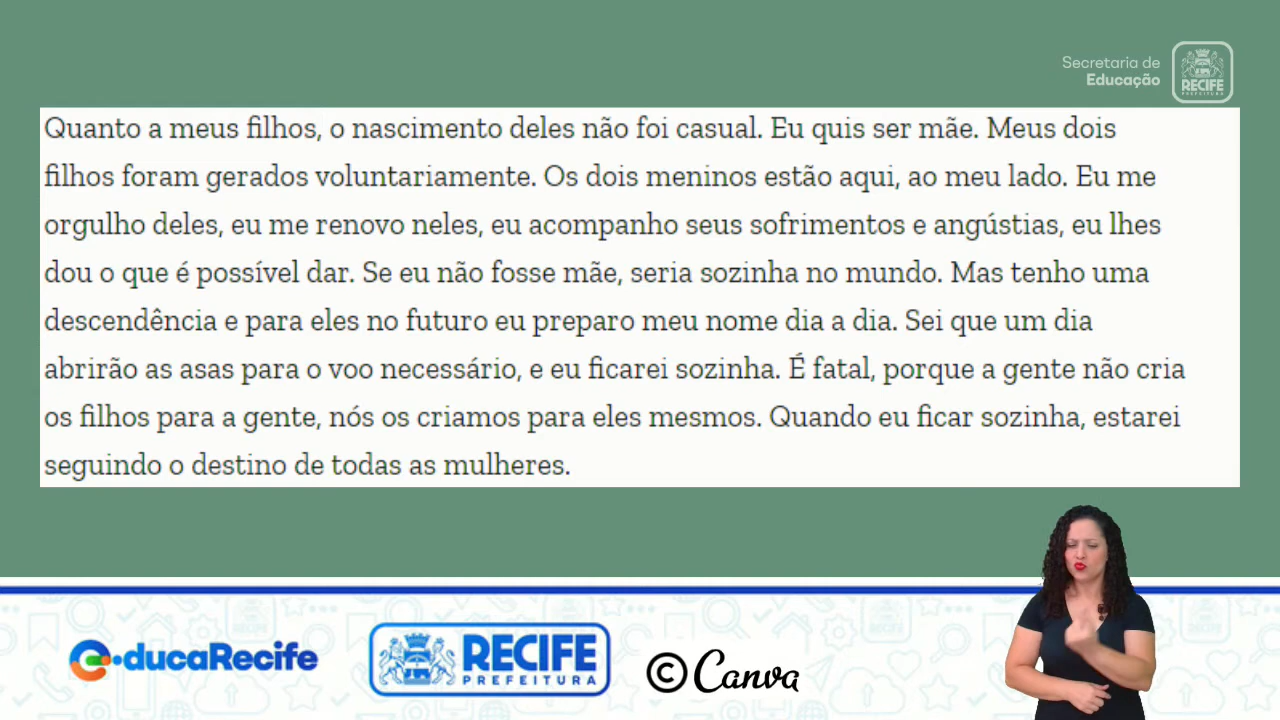 Secretaria de
Educação
RECIFE
PREFEITURA
Quanto a meus filhos, o nascimento deles não foi casual. Eu quis ser mãe. Meus dois
filhos foram gerados voluntariamente. Os dois meninos estão aqui, ao meu lado. Eu me
orgulho deles, eu me renovo neles, eu acompanho seus sofrimentos e angústias, eu lhes
dou o que é possível dar. Se eu não fosse mãe, seria sozinha no mundo. Mas tenho uma
descendência e para eles no futuro eu preparo meu nome dia a dia. Sei que um dia
abrirão as asas para o voo necessário, e eu ficarei sozinha. É fatal, porque a gente não cria
os filhos para a gente, nós os criamos para eles mesmos. Quando eu ficar sozinha, estarei
seguindo o destino de todas as mulheres.
e·ducaRecife
RECIFE
PREFEITURA
© Canva